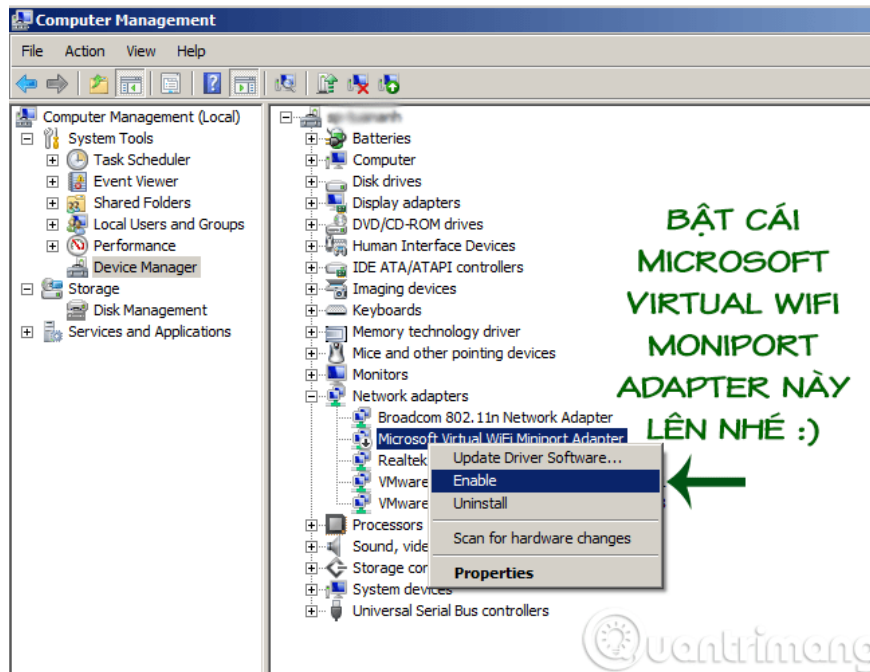 Computer Management
File Action View Help
Computer Management (Local)
System Tools
Task Scheduler
Event Viewer
Shared Folders
Local Users and Groups
Performance
Device Manager
Storage
Disk Management
Services and Applications
Batteries
Computer
Disk drives
Display adapters
DVD/CD-ROM drives
Human Interface Devices
IDE ATA/ATAPI controllers
Imaging devices
Keyboards
Memory technology driver
Mice and other pointing devices
Monitors
Network adapters
Broadcom 802.11n Network Adapter
Microsoft Virtual WiFi Miniport Adapter
Realtek
VMware
VMware
Processors
Sound, vide
Storage cor
System devices
Universal Serial Bus controllers
Update Driver Software...
Enable
Uninstall
Scan for hardware changes
Properties
BẬT CÁI
MICROSOFT
VIRTUAL WIFI
MONIPORT
ADAPTER NÀY
LÊN NHÉ :)
Quantrimang